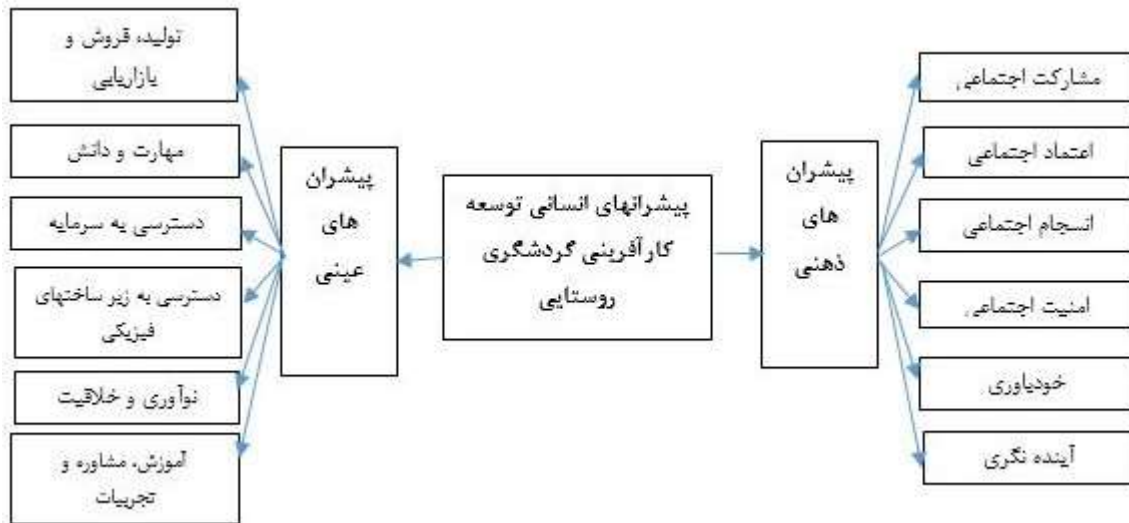 مشارکت اجتماعی
اعتماد اجتماعی
انسجام اجتماعی
امنیت اجتماعی
خودباوری
آینده نگری
پیشران
های
ذهنی
پیشرانهای انسانی توسعه
کارآفرینی گردشگری
روستایی
پیشران
های
عینی
تولید، فروش و
بازاریابی
مهارت و دانش
دسترسی به سرمایه
دسترسی به زیر ساختهای
فیزیکی
نوآوری و خلاقیت
آموزش، مشاوره و
تجربیات